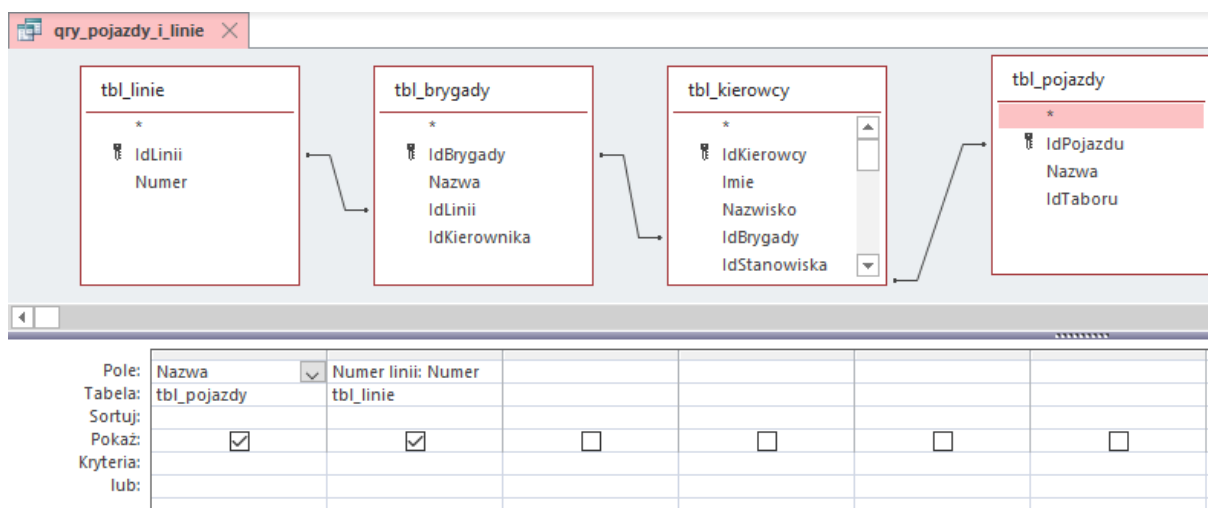 qry_pojazdy_i_linie
tbl_linie
*
IdLinii
Numer
tbl_brygady
*
IdBrygady
Nazwa
IdLinii
IdKierownika
tbl_kierowcy
*
IdKierowcy
Imie
Nazwisko
IdBrygady
IdStanowiska
tbl_pojazdy
*
IdPojazdu
Nazwa
IdTaboru
Pole: Nazwa Numer linii: Numer
Tabela: tbl_pojazdy tbl_linie
Sortuj:
Pokaż:
Kryteria:
lub: